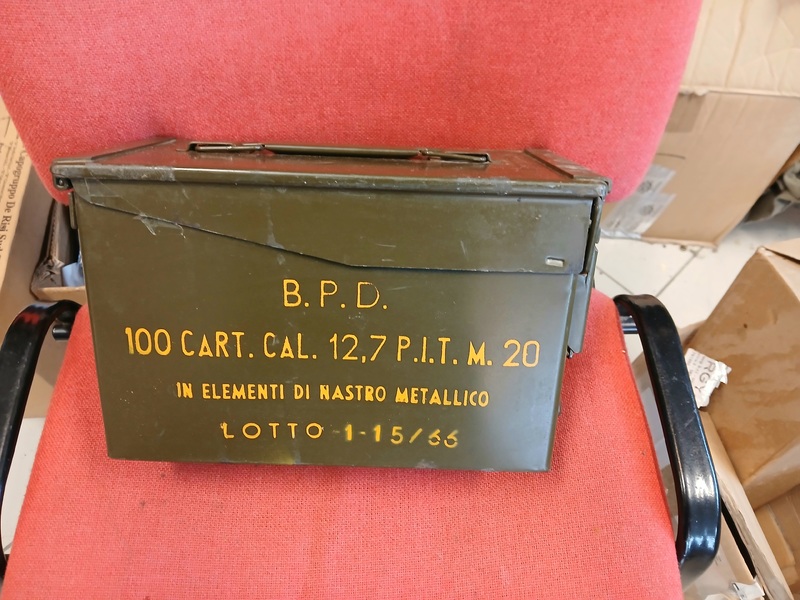 B.P.D.
100 CART. CAL. 12,7 P.I.T. M. 20
IN ELEMENTI DI NASTRO METALLICO
LOTTO 1-15/66